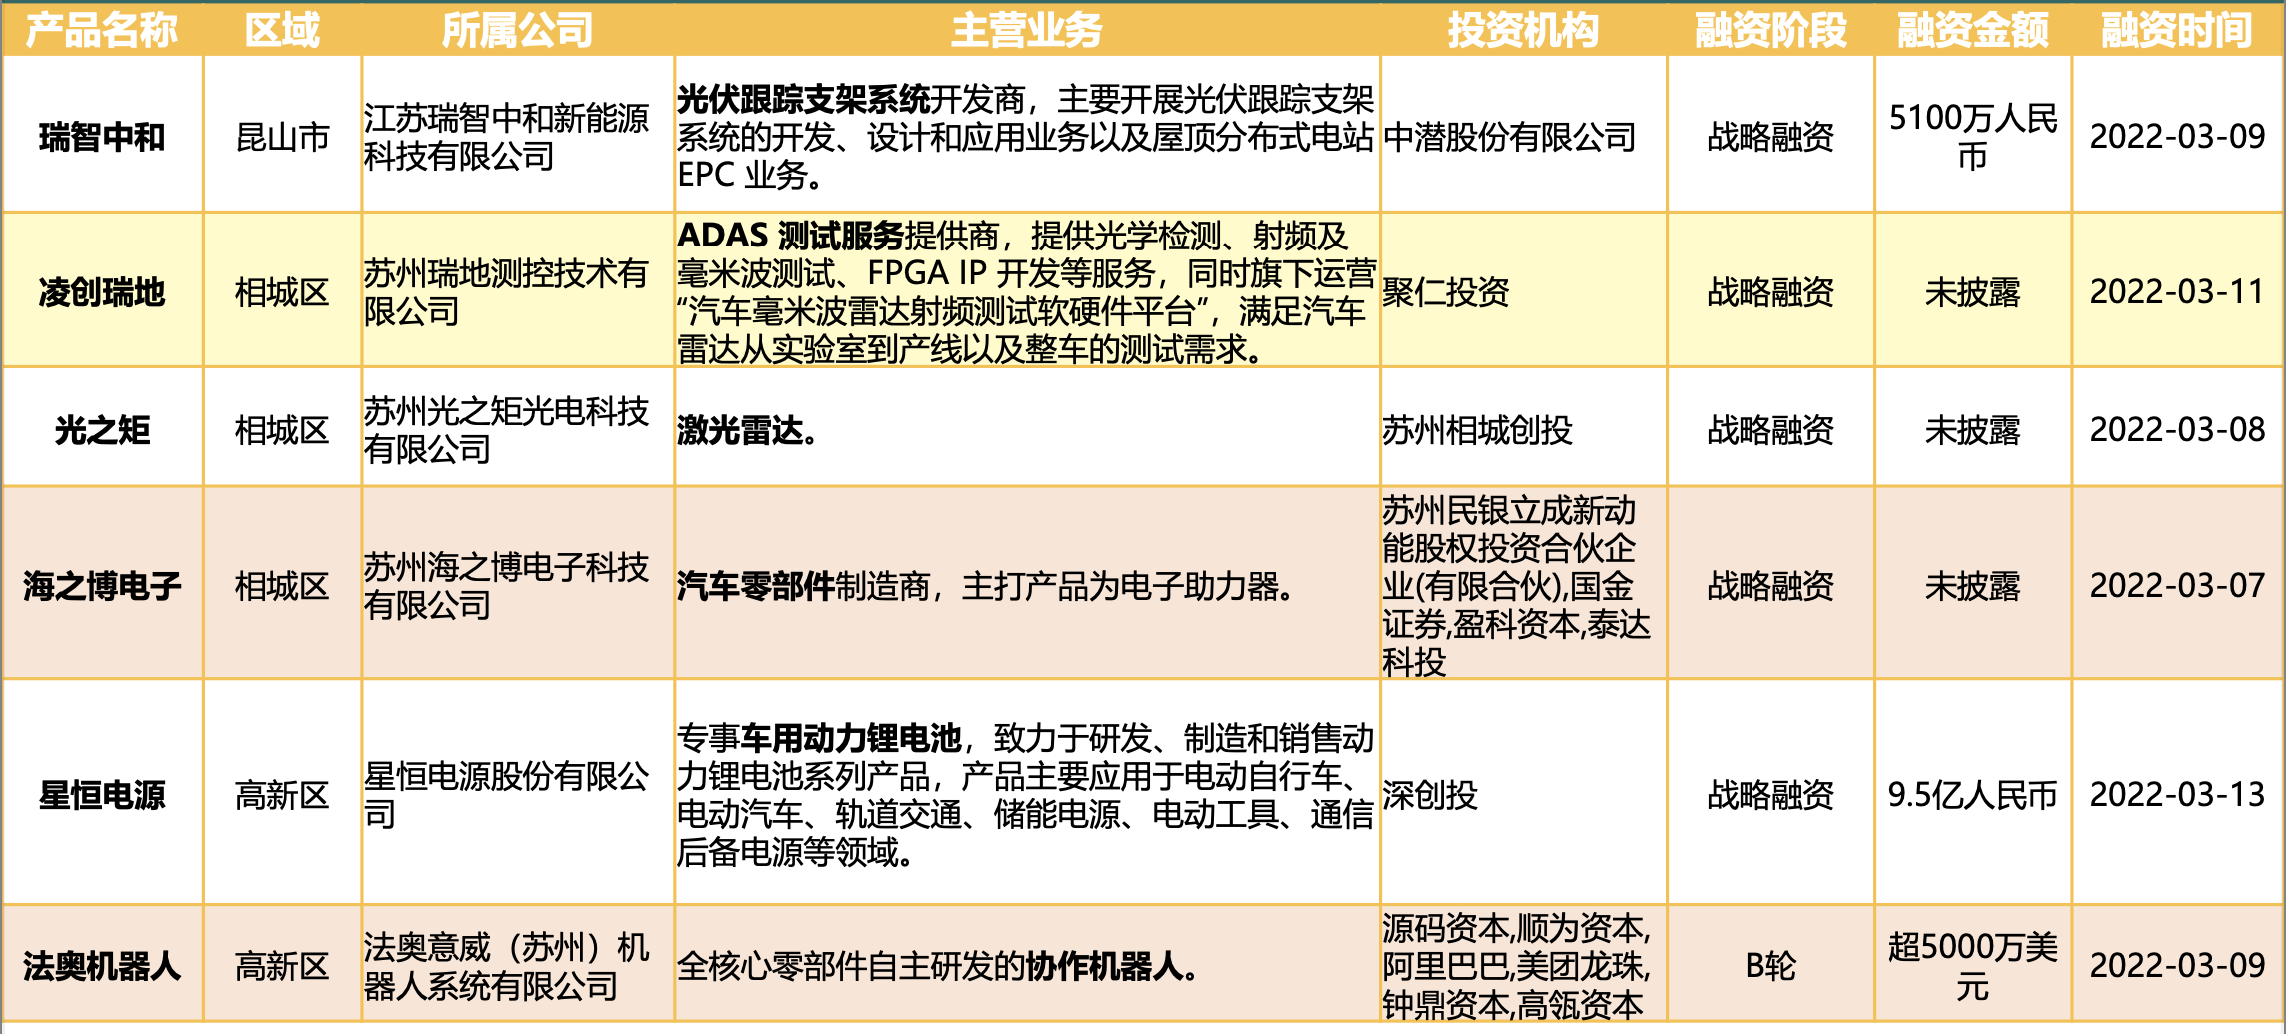 产品名称 区域 所属公司 主营业务 投资机构 融资阶段 融资金额 融资时间
瑞智中和
昆山市
江苏瑞智中和新能源
科技有限公司
光伏跟踪支架系统开发商，主要开展光伏跟踪支架
系统的开发、设计和应用业务以及屋顶分布式电站
EPC 业务。
中潜股份有限公司
战略融资
5100万人民
币
2022-03-09
凌创瑞地
相城区
苏州瑞地测控技术有
限公司
ADAS 测试服务提供商，提供光学检测、射频及
毫米波测试、FPGA IP 开发等服务，同时旗下运营
“汽车毫米波雷达射频测试软硬件平台”，满足汽车
雷达从实验室到产线以及整车的测试需求。
聚仁投资
战略融资
未披露
2022-03-11
光之矩
相城区
苏州光之矩光电科技
有限公司
激光雷达。
苏州相城创投
战略融资
未披露
2022-03-08
海之博电子
相城区
苏州海之博电子科技
有限公司
汽车零部件制造商，主打产品为电子助力器。
苏州民银立成新动
能股权投资合伙企
业(有限合伙),国金
证券,盈科资本,泰达
科投
战略融资
未披露
2022-03-07
星恒电源
高新区
星恒电源股份有限公
司
专事车用动力锂电池，致力于研发、制造和销售动
力锂电池系列产品，产品主要应用于电动自行车、
电动汽车、轨道交通、储能电源、电动工具、通信
后备电源等领域。
深创投
战略融资
9.5亿人民币
2022-03-13
法奥机器人
高新区
法奥意威（苏州）机
器人系统有限公司
全核心零部件自主研发的协作机器人。
源码资本,顺为资本,
阿里巴巴,美团龙珠,
钟鼎资本,高瓴资本
B轮
超5000万美
元
2022-03-09